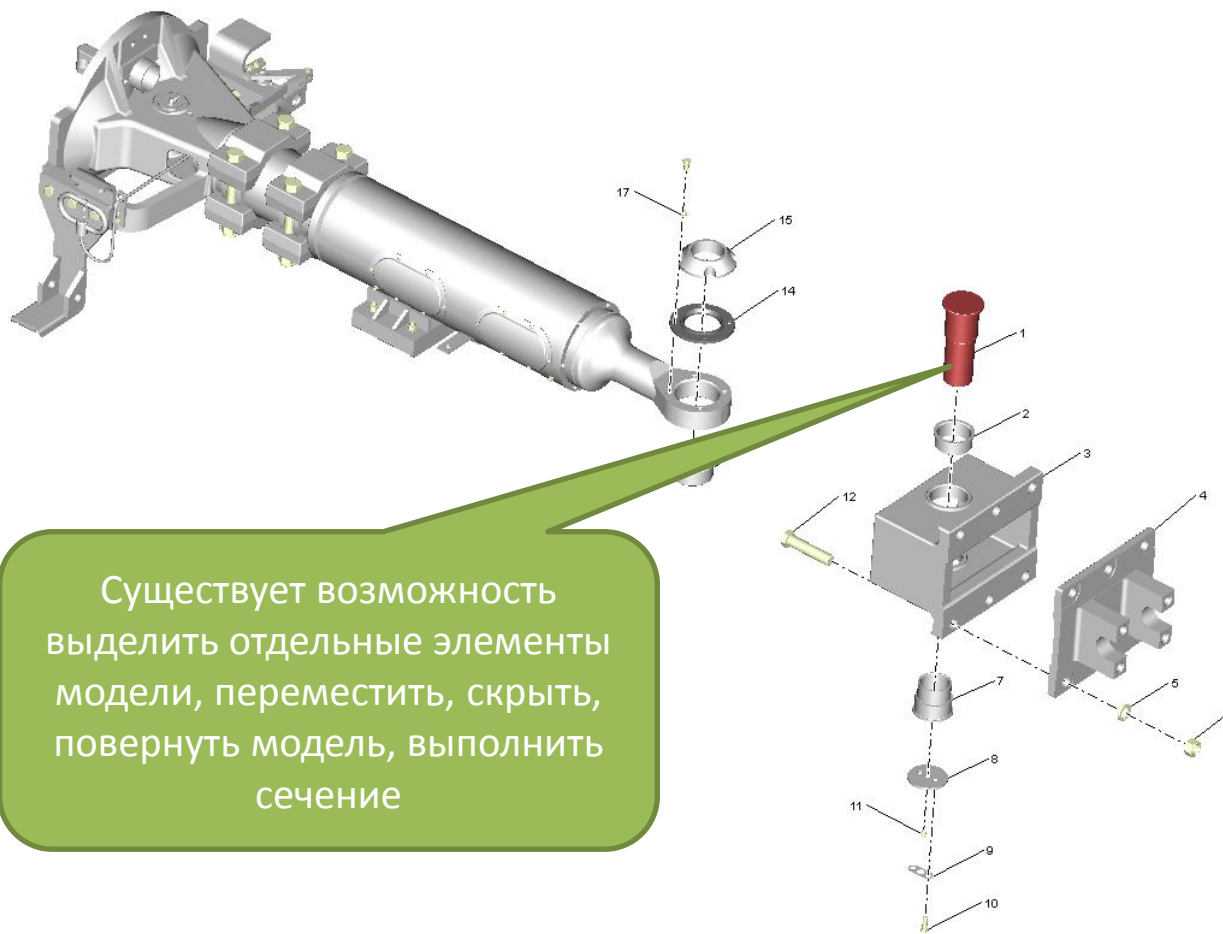 17
15
14
1
2
3
12
4
Существует возможность
выделить отдельные элементы
модели, переместить, скрыть,
повернуть модель, выполнить
сечение
7
5
8
11
9
10